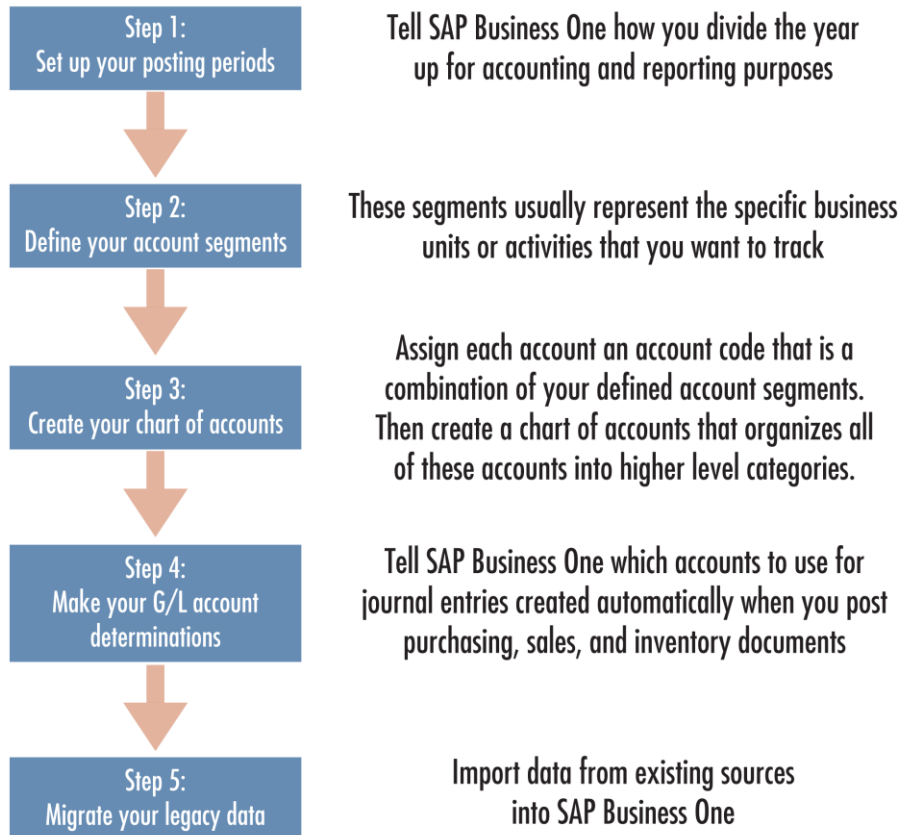 Step 1:
Set up your posting periods
Tell SAP Business One how you divide the year
up for accounting and reporting purposes
Step 2:
Define your account segments
These segments usually represent the specific business
units or activities that you want to track
Step 3:
Create your chart of accounts
Assign each account an account code that is a
combination of your defined account segments.
Then create a chart of accounts that organizes all
of these accounts into higher level categories.
Step 4:
Make your G/L account
determinations
Tell SAP Business One which accounts to use for
journal entries created automatically when you post
purchasing, sales, and inventory documents
Step 5:
Migrate your legacy data
Import data from existing sources
into SAP Business One